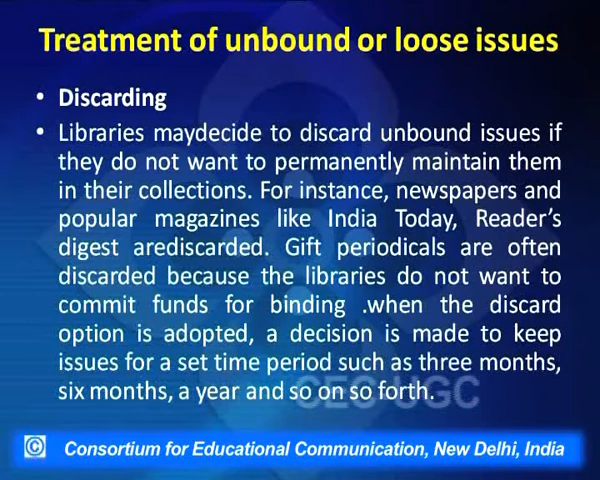 Treatment of unbound or loose issues
• Discarding
• Libraries maydecide to discard unbound issues if
they do not want to permanently maintain them
in their collections. For instance, newspapers and
popular magazines like India Today, Reader's
digest arediscarded. Gift periodicals are often
discarded because the libraries do not want to
commit funds for binding .when the discard
option is adopted, a decision is made to keep
issues for a set time period such as three months,
six months, a year and so on so forth.
CEC-UGC
© Consortium for Educational Communication, New Delhi, India